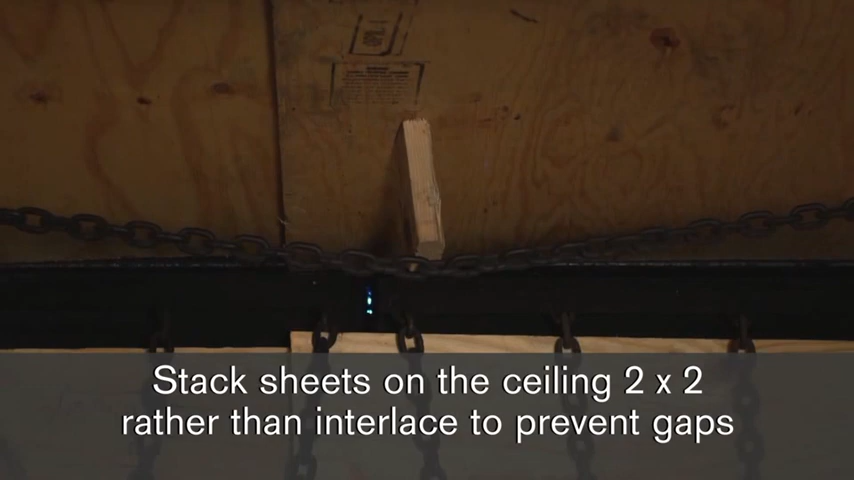 Stack sheets on the ceiling 2 x 2
rather than interlace to prevent gaps